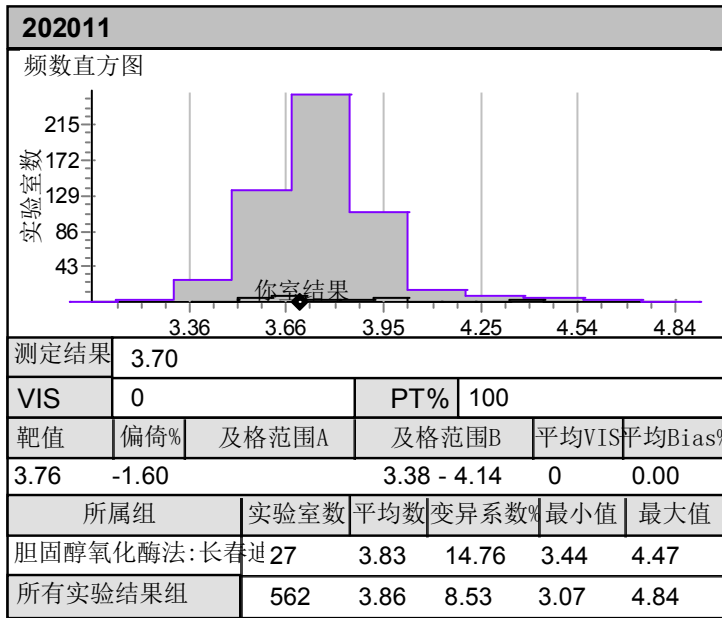 202011
频数直方图
实验室数
215
172
129
86
43
你室结果
3.36 3.66 3.95 4.25 4.54 4.84
测定结果 3.70
VIS 0 PT% 100
靶值 偏倚% 及格范围A 及格范围B 平均VIS 平均Bias%
3.76 -1.60 3.38 - 4.14 0 0.00
所属组 实验室数 平均数 变异系数% 最小值 最大值
胆固醇氧化酶法:长春迪 27 3.83 14.76 3.44 4.47
所有实验结果组 562 3.86 8.53 3.07 4.84